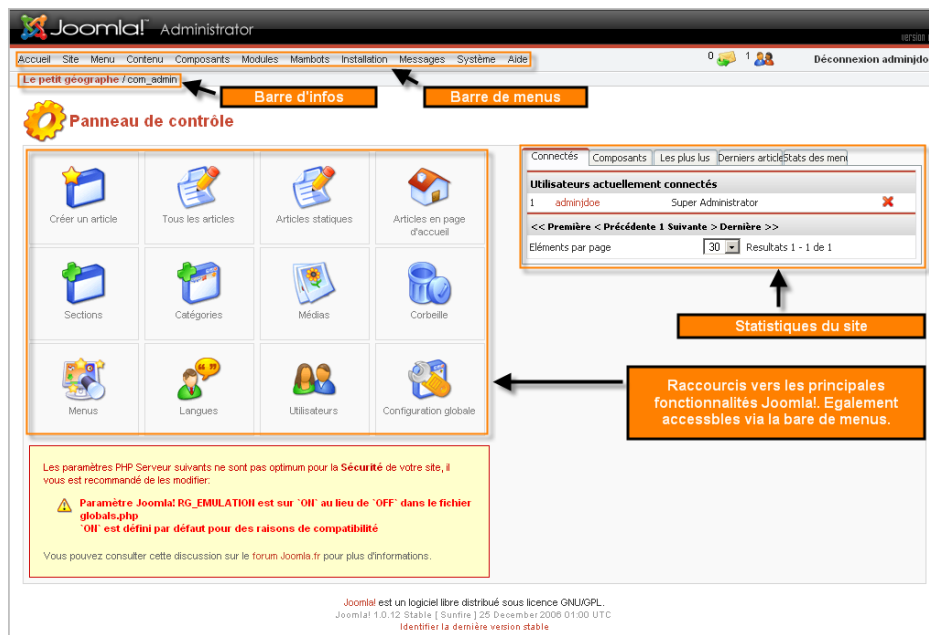 Joomla!™ Administrator
version
Accueil Site Menu Contenu Composants Modules Mambots Installation Messages Système Aide 0 1 Déconnexion adminjdo
Le petit géographe / com_admin
Barre d'infos
Barre de menus
Panneau de contrôle
Créer un article
Tous les articles
Articles statiques
Articles en page d'accueil
Sections
Catégories
Médias
Corbeille
Menus
Langues
Utilisateurs
Configuration globale
Connectés Composants Les plus lus Derniers article Stats des men
Utilisateurs actuellement connectés
1 adminjdoe Super Administrator
<< Première < Précédente 1 Suivante > Dernière >>
Eléments par page 30 Resultats 1 - 1 de 1
Statistiques du site
Raccourcis vers les principales
fonctionnalités Joomla!. Egalement
accessbles via la bare de menus.
Les paramètres PHP Serveur suivants ne sont pas optimum pour la Sécurité de votre site, il
vous est recommandé de les modifier:
Paramètre Joomla! RG_EMULATION est sur `ON` au lieu de `OFF` dans le fichier
globals.php
`ON` est défini par défaut pour des raisons de compatibilité
Vous pouvez consulter cette discussion sur le forum Joomla.fr pour plus d'informations.
Joomla! est un logiciel libre distribué sous licence GNU/GPL.
Joomla! 1.0.12 Stable [ Sunfire ] 25 December 2006 01:00 UTC
Identifier la dernière version stable